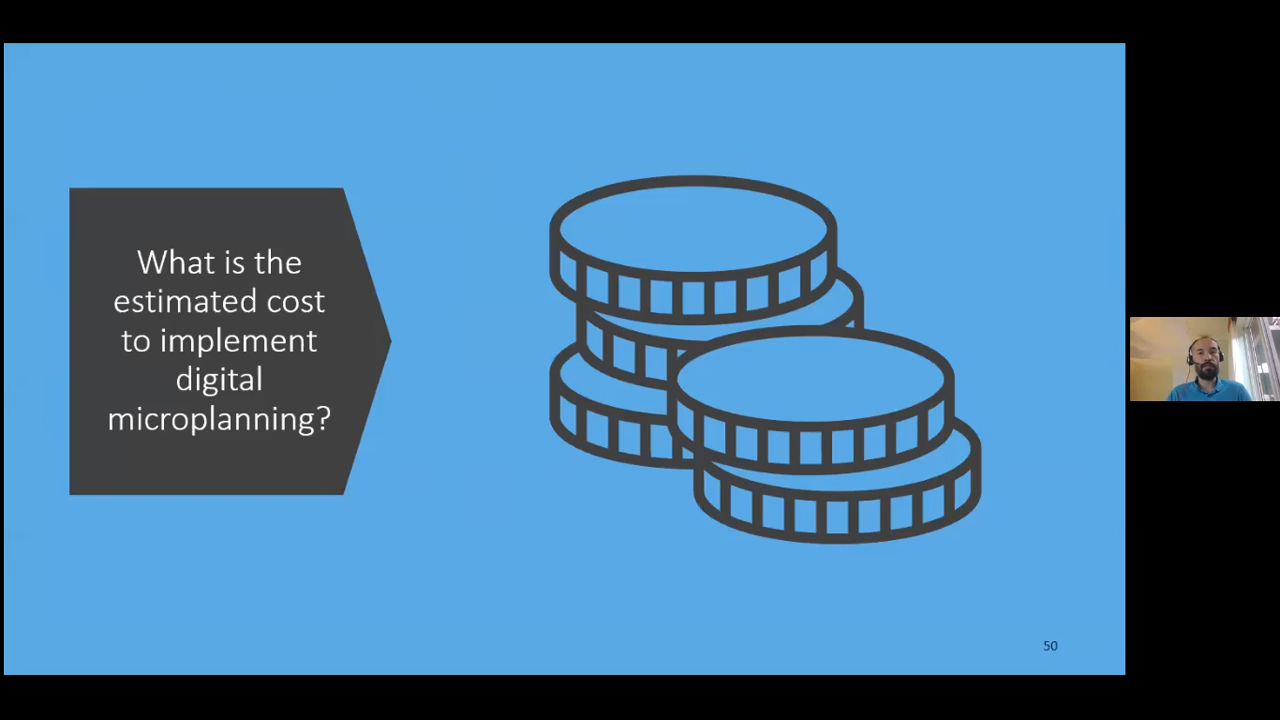 What is the
estimated cost
to implement
digital
microplanning?
50